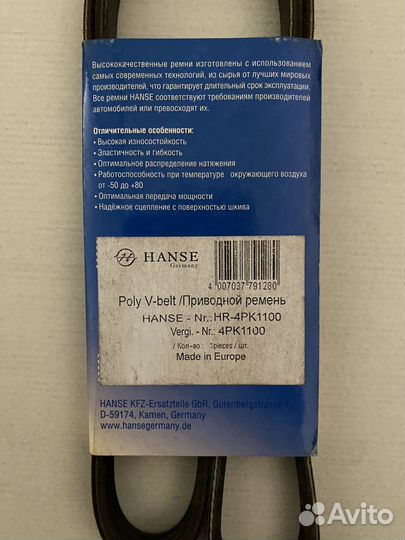 Высококачественные ремни изготовлены с использованием
самых современных технологий, из сырья от лучших мировых
производителей, что гарантирует длительный срок эксплуатации.
Все ремни HANSE соответствуют требованиям производителей
автомобилей или превосходят их.
Отличительные особенности:
• Высокая износостойкость
• Эластичность и гибкость
• Оптимальное распределение натяжения
• Работоспособность при температуре окружающего воздуха
от -50 до +80
• Оптимальная передача мощности
• Надёжное сцепление с поверхностью шкива
HANSE
Germany
4 007037 791280
Poly V-belt /Приводной ремень
HANSE - Nr.: HR-4PK1100
Vergl. - Nr.: 4PK1100
/ Кол-во : 1pieces / шт.
Made in Europe
HANSE KFZ-Ersatzteile GbR, Gutenbergstrasse
D-59174, Kamen, Germany
www.hansegermany.de
Avito